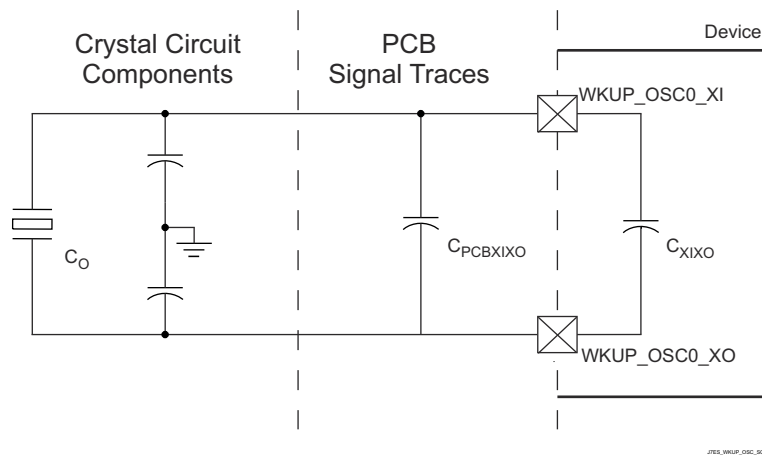 Crystal Circuit
Components
PCB
Signal Traces
Device
WKUP_OSC0_XI
CO
CPCBXIXO
CXIXO
WKUP_OSC0_XO